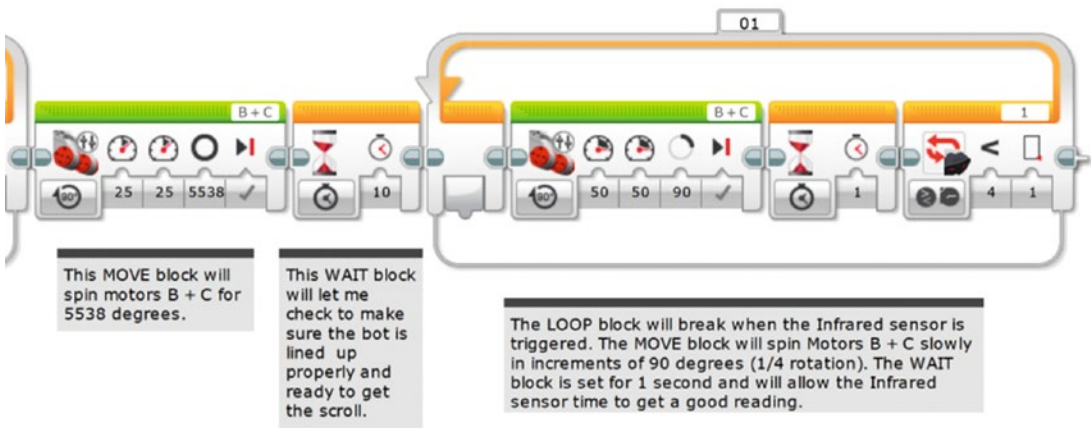 01
B + C
B + C
1
25 25 5538
10
50 50 90
1
< 4 1
90°
90°
This MOVE block will
spin motors B + C for
5538 degrees.
This WAIT block
will let me
check to make
sure the bot is
lined up
properly and
ready to get
the scroll.
The LOOP block will break when the Infrared sensor is
triggered. The MOVE block will spin Motors B + C slowly
in increments of 90 degrees (1/4 rotation). The WAIT
block is set for 1 second and will allow the Infrared
sensor time to get a good reading.